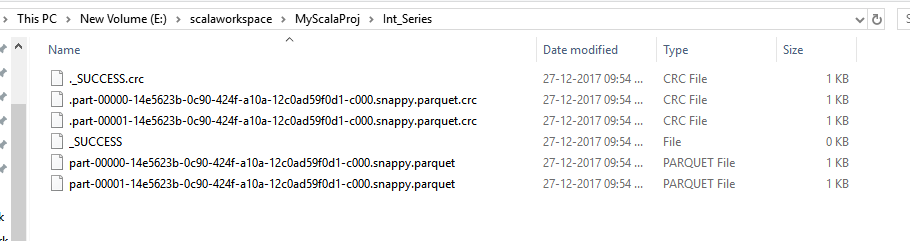 > This PC > New Volume (E:) > scalaworkspace > MyScalaProj > Int_Series
Name Date modified Type Size
._SUCCESS.crc 27-12-2017 09:54 ... CRC File 1 KB
.part-00000-14e5623b-0c90-424f-a10a-12c0ad59f0d1-c000.snappy.parquet.crc 27-12-2017 09:54 ... CRC File 1 KB
.part-00001-14e5623b-0c90-424f-a10a-12c0ad59f0d1-c000.snappy.parquet.crc 27-12-2017 09:54 ... CRC File 1 KB
_SUCCESS 27-12-2017 09:54 ... File 0 KB
part-00000-14e5623b-0c90-424f-a10a-12c0ad59f0d1-c000.snappy.parquet 27-12-2017 09:54 ... PARQUET File 1 KB
part-00001-14e5623b-0c90-424f-a10a-12c0ad59f0d1-c000.snappy.parquet 27-12-2017 09:54 ... PARQUET File 1 KB